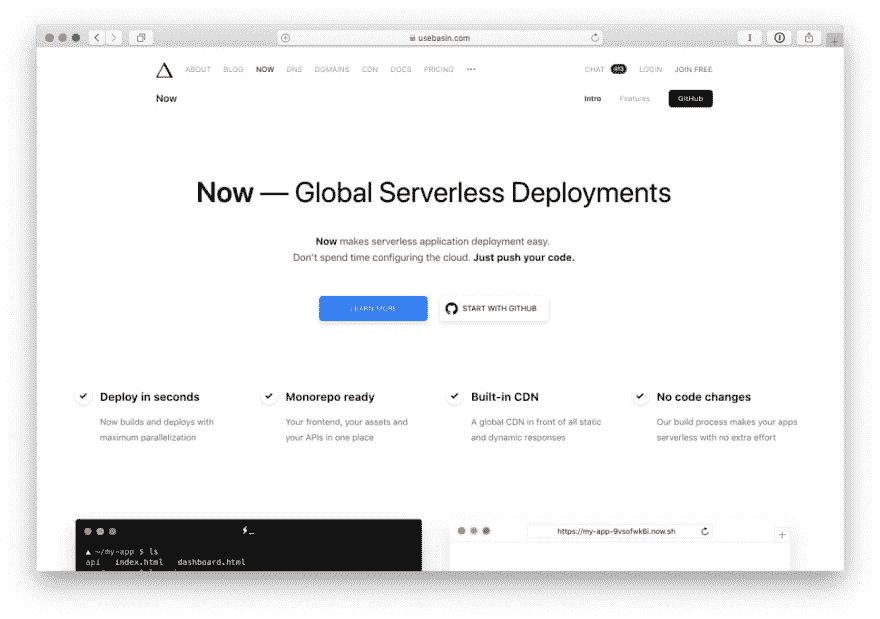 usebasin.com
ABOUT BLOG NOW DNS DOMAINS CDN DOCS PRICING ••• CHAT LOGIN JOIN FREE
Now Intro Features GitHub
Now — Global Serverless Deployments
Now makes serverless application deployment easy.
Don't spend time configuring the cloud. Just push your code.
LEARN MORE START WITH GITHUB
Deploy in seconds Monorepo ready Built-in CDN No code changes
Now builds and deploys with Your frontend, your assets and A global CDN in front of all static Our build process makes your apps
maximum parallelization your APIs in one place and dynamic responses serverless with no extra effort
https://my-app-9vsofwk6i.now.sh
▲ ~/my-app $ ls
api index.html dashboard.html